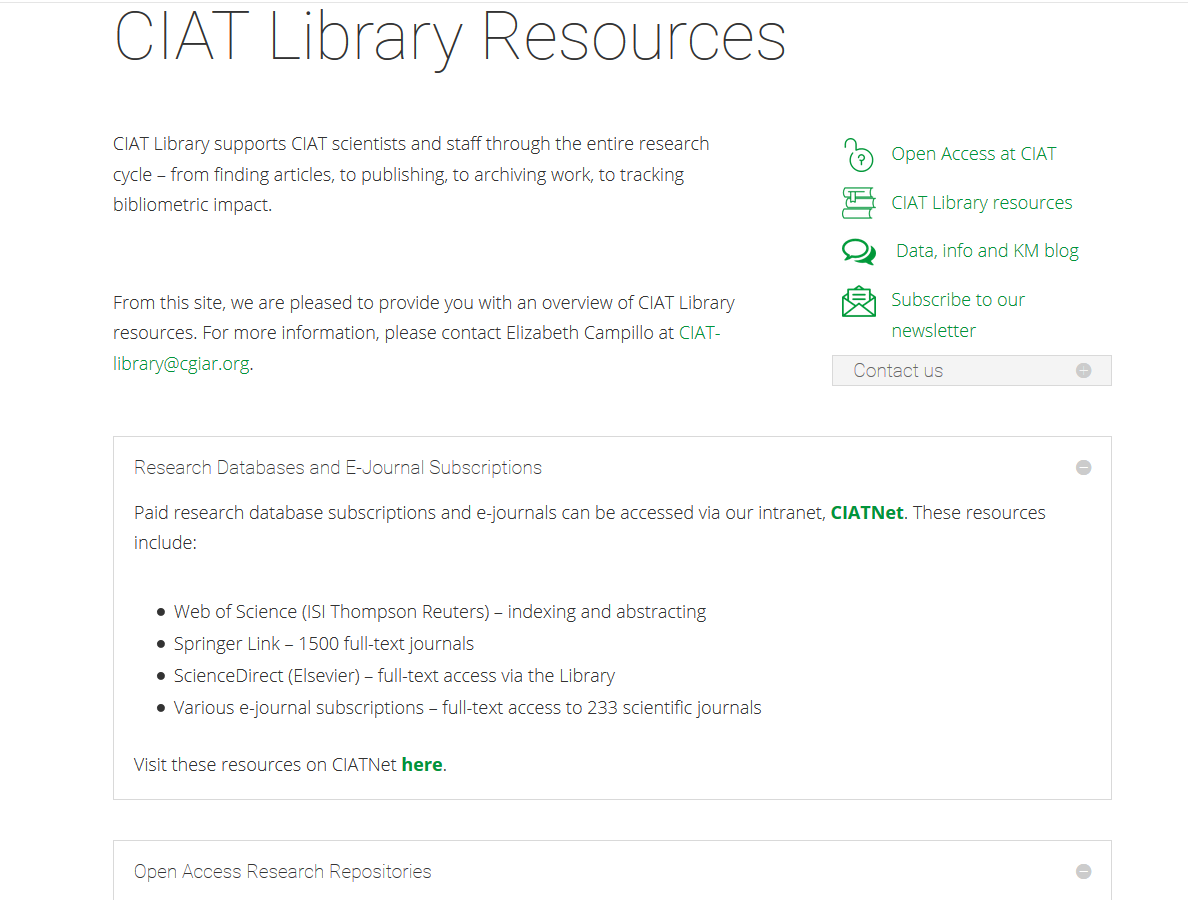 CIAT Library Resources
CIAT Library supports CIAT scientists and staff through the entire research
cycle – from finding articles, to publishing, to archiving work, to tracking
bibliometric impact.
From this site, we are pleased to provide you with an overview of CIAT Library
resources. For more information, please contact Elizabeth Campillo at CIAT-
library@cgiar.org.
Open Access at CIAT
CIAT Library resources
Data, info and KM blog
Subscribe to our
newsletter
Contact us
Research Databases and E-Journal Subscriptions
Paid research database subscriptions and e-journals can be accessed via our intranet, CIATNet. These resources
include:
● Web of Science (ISI Thompson Reuters) – indexing and abstracting
● Springer Link – 1500 full-text journals
● ScienceDirect (Elsevier) – full-text access via the Library
● Various e-journal subscriptions – full-text access to 233 scientific journals
Visit these resources on CIATNet here.
Open Access Research Repositories